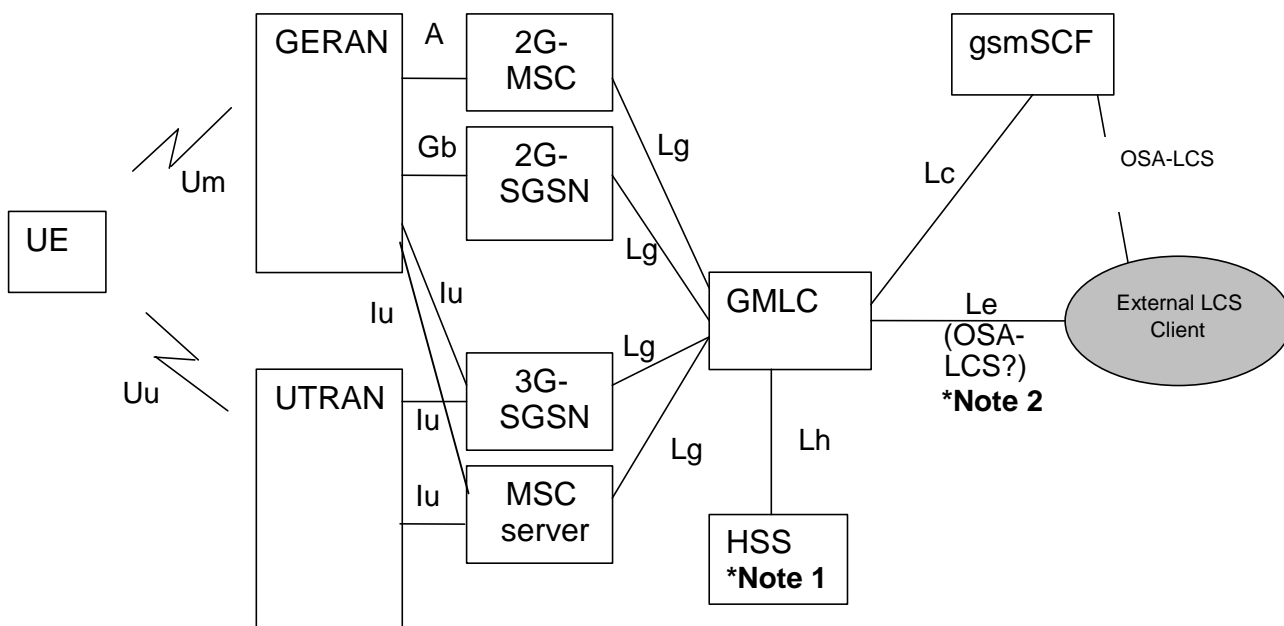 GERAN
A
2G-
MSC
gsmSCF
Gb
2G-
SGSN
Lg
Lc
OSA-LCS
Um
UE
Lg
Iu
Iu
GMLC
Le
(OSA-
LCS?)
*Note 2
External LCS
Client
Lg
Uu
UTRAN
Iu
3G-
SGSN
Lg
Lh
Iu
MSC
server
HSS
*Note 1